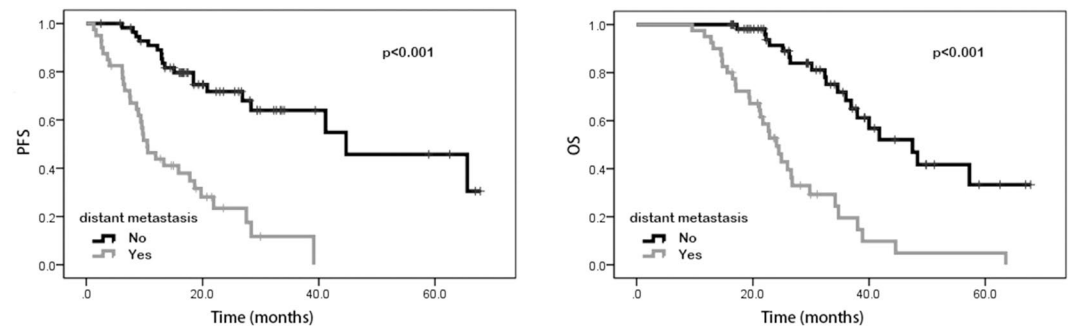 1.0
0.8
0.6
0.4
0.2
0.0
PFS
p<0.001
distant metastasis
No
Yes
.0 20.0 40.0 60.0
Time (months)
1.0
0.8
0.6
0.4
0.2
0.0
OS
p<0.001
distant metastasis
No
Yes
.0 20.0 40.0 60.0
Time (months)